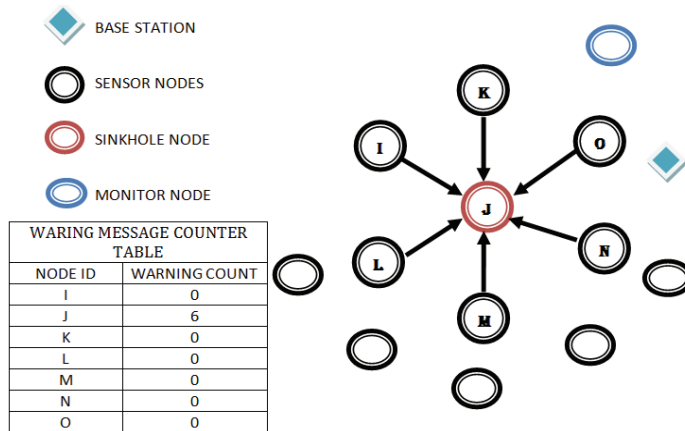 BASE STATION
SENSOR NODES
SINKHOLE NODE
MONITOR NODE
WARING MESSAGE COUNTER
TABLE
NODE ID WARNING COUNT
I 0
J 6
K 0
L 0
M 0
N 0
O 0
K
I
O
J
L
N
M